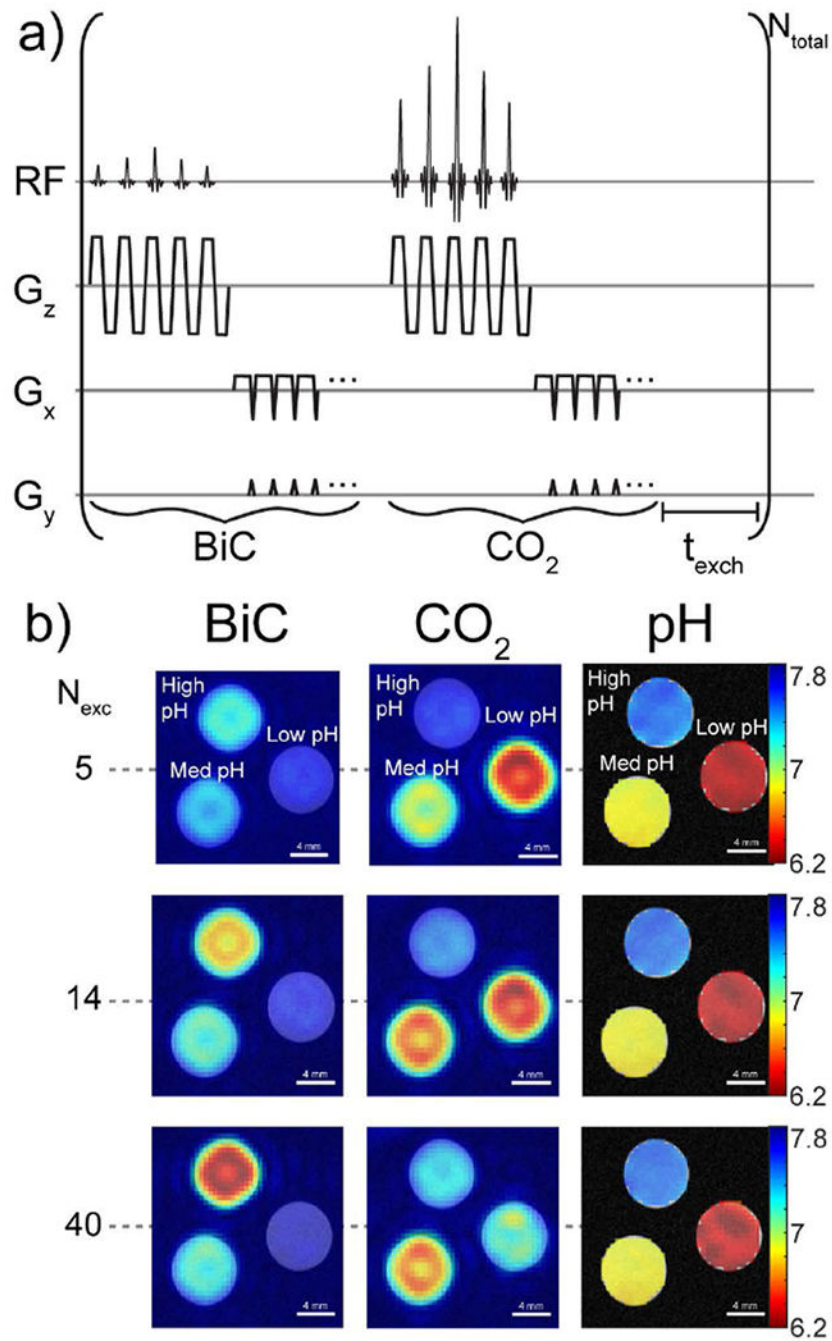 a)
N_total
RF
G_z
G_x
...
...
G_y
...
...
BiC
CO₂
t_exch
b)
BiC
CO₂
pH
N_exc
High pH
Low pH
Med pH
4 mm
High pH
Low pH
Med pH
4 mm
High pH
Low pH
Med pH
4 mm
7.8
7
6.2
5
14
4 mm
4 mm
4 mm
7.8
7
6.2
40
4 mm
4 mm
4 mm
7.8
7
6.2